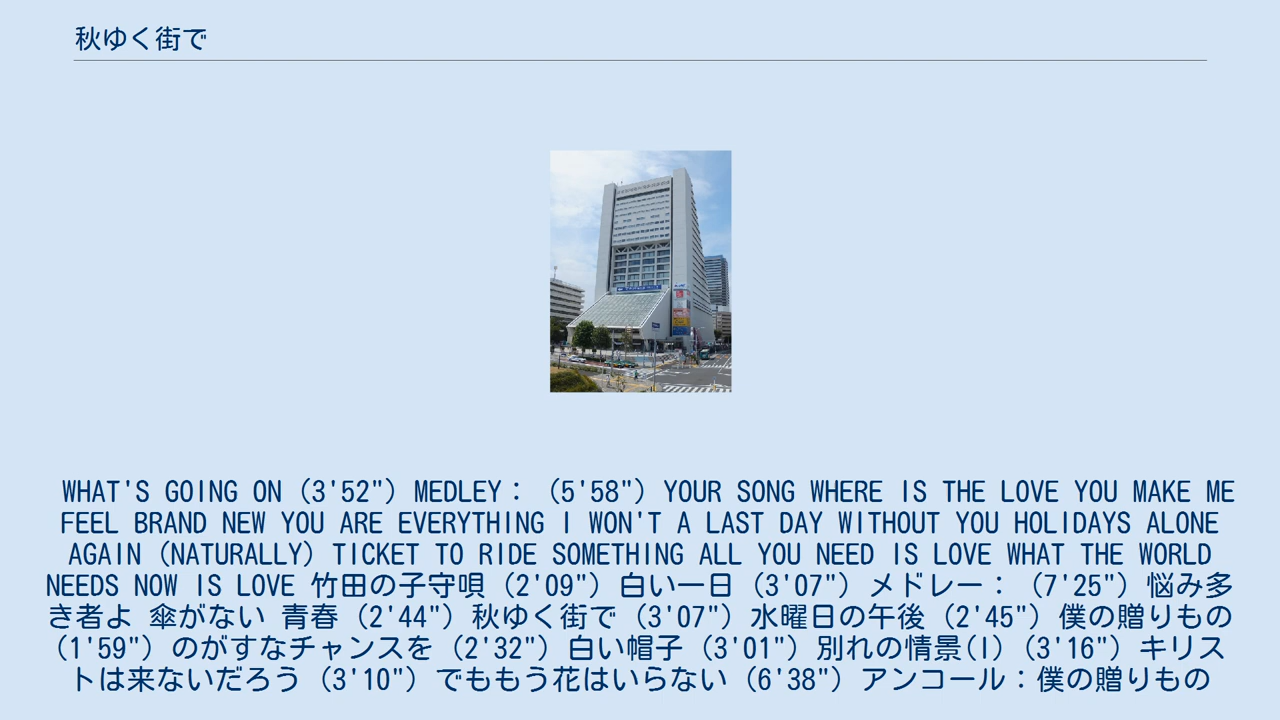 秋ゆく街で
WHAT'S GOING ON (3'52") MEDLEY： (5'58") YOUR SONG WHERE IS THE LOVE YOU MAKE ME
FEEL BRAND NEW YOU ARE EVERYTHING I WON'T A LAST DAY WITHOUT YOU HOLIDAYS ALONE
AGAIN (NATURALLY) TICKET TO RIDE SOMETHING ALL YOU NEED IS LOVE WHAT THE WORLD
NEEDS NOW IS LOVE 竹田の子守唄 (2'09") 白い一日 (3'07") メドレー： (7'25") 悩み多
き者よ 傘がない 青春 (2'44") 秋ゆく街で (3'07") 水曜日の午後 (2'45") 僕の贈りもの
(1'59") のがすなチャンスを (2'32") 白い帽子 (3'01") 別れの情景(I) (3'16") キリス
トは来ないだろう (3'10") でももう花はいらない (6'38") アンコール：僕の贈りもの